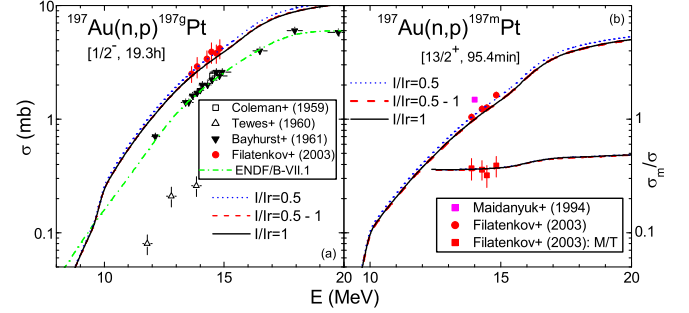 ¹⁹⁷Au(n,p)¹⁹⁷ᵍPt
[1/2⁻, 19.3h]
10
1
0.1
σ (mb)
Coleman+ (1959)
Tewes+ (1960)
Bayhurst+ (1961)
Filatenkov+ (2003)
ENDF/B-VII.1
I/Ir=0.5
I/Ir=0.5 - 1
I/Ir=1
(a)
10
15
20
¹⁹⁷Au(n,p)¹⁹⁷ᵐPt
(b)
[13/2⁺, 95.4min]
I/Ir=0.5
I/Ir=0.5 - 1
I/Ir=1
Maidanyuk+ (1994)
Filatenkov+ (2003)
Filatenkov+ (2003): M/T
10
1
0.1
σₘ/σ
10
15
20
E (MeV)